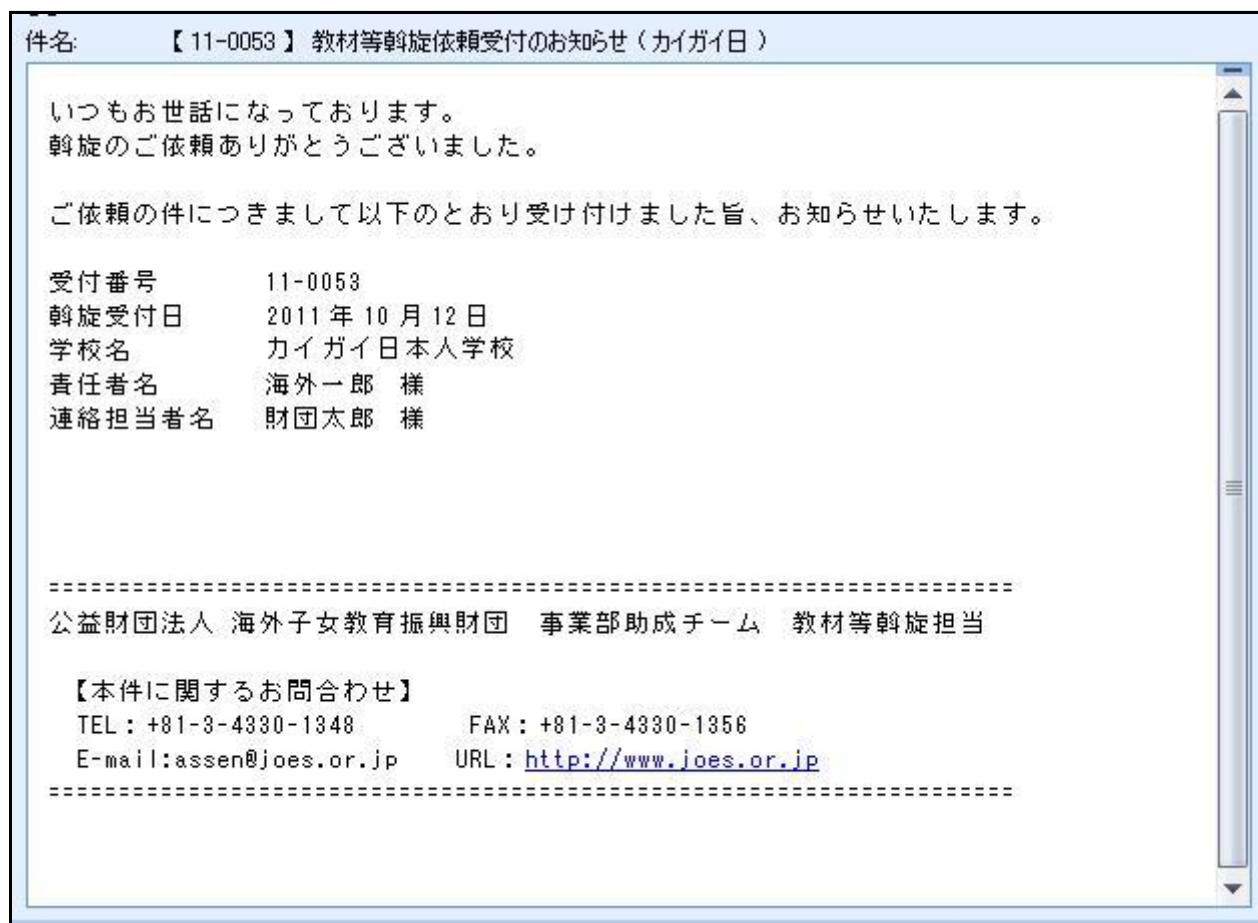 件名: 【 11-0053 】 教材等斡旋依頼受付のお知らせ ( カイガイ日 )
いつもお世話になっております。
斡旋のご依頼ありがとうございました。
ご依頼の件につきまして以下のとおり受け付けました旨、お知らせいたします。
受付番号 11-0053
斡旋受付日 2011 年 10 月 12 日
学校名 カイガイ日本人学校
責任者名 海外一郎 様
連絡担当者名 財団太郎 様
=====================================================================
公益財団法人 海外子女教育振興財団 事業部助成チーム 教材等斡旋担当
【本件に関するお問合わせ】
TEL : +81-3-4330-1348 FAX : +81-3-4330-1356
E-mail:assen@joes.or.jp URL : http://www.joes.or.jp
=====================================================================